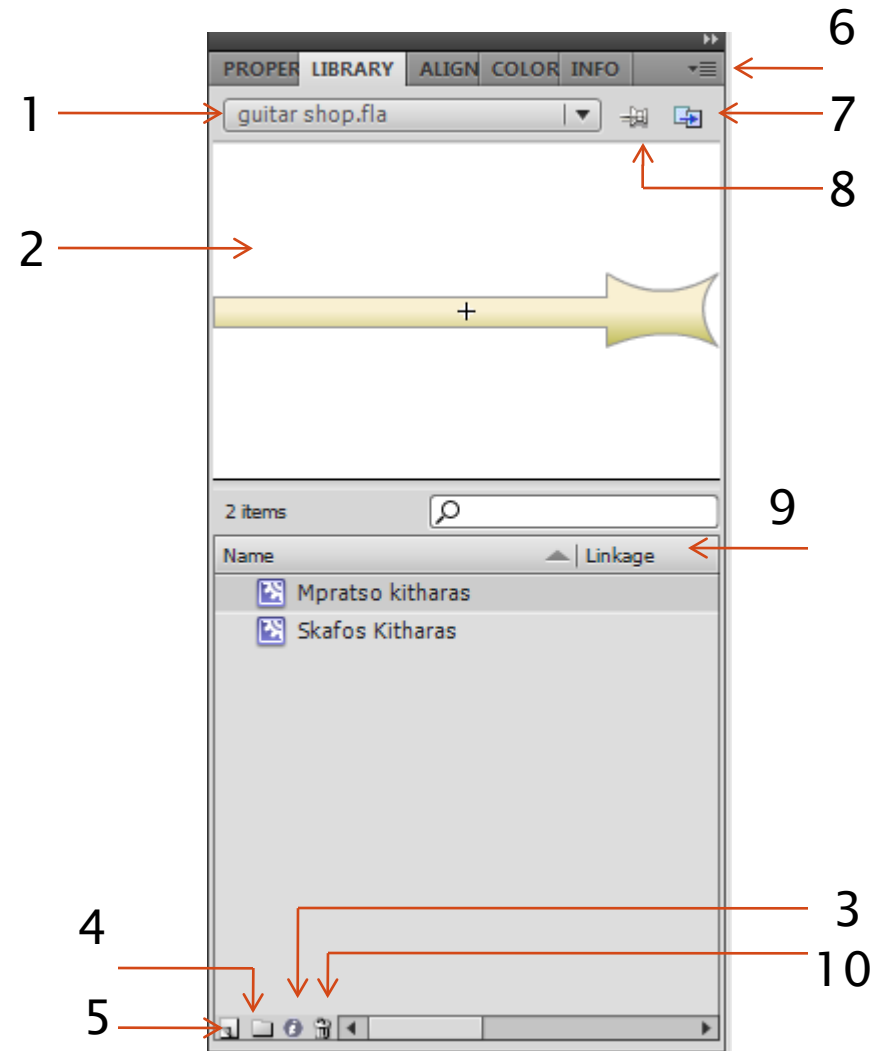 6
PROPER LIBRARY ALIGN COLOR INFO
1 guitar shop.fla 7
8
2
2 items 9
Name Linkage
Mpratso kitharas
Skafos Kitharas
3
4
10
5